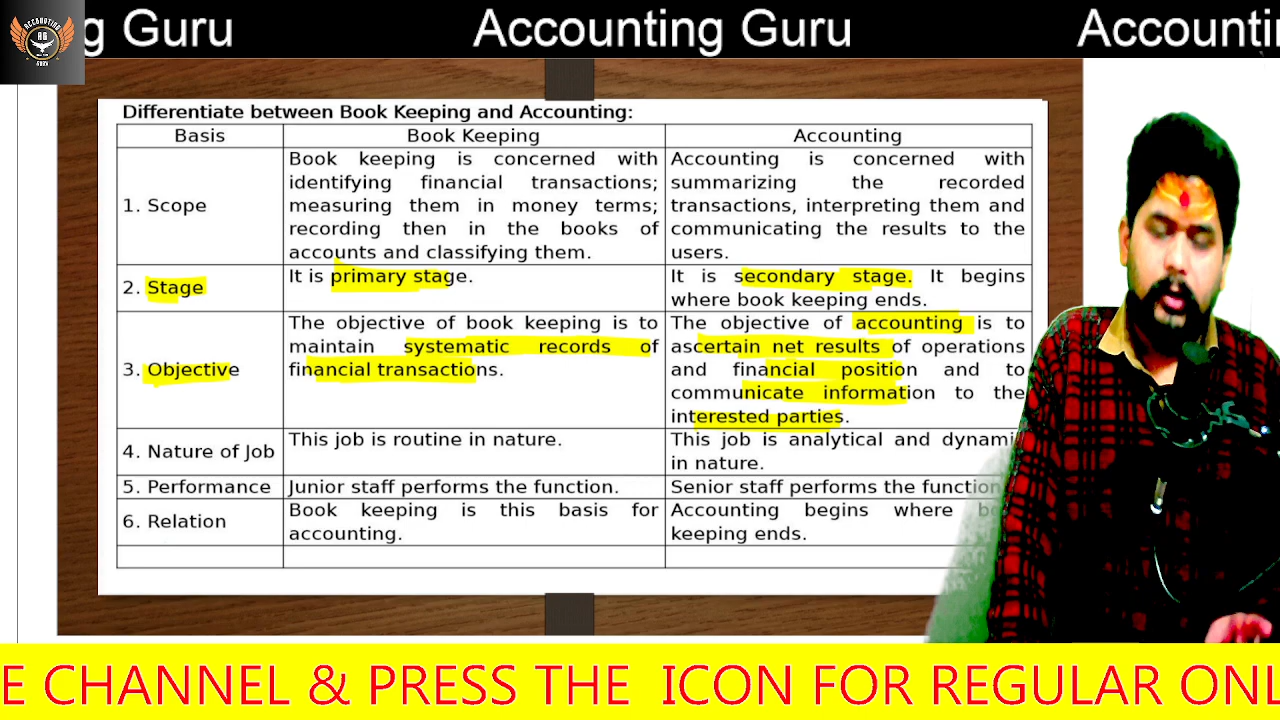 g Guru
Accounting Guru
Accounti
ACCOUNTING
AG
GURU
Differentiate between Book Keeping and Accounting:
Basis
Book Keeping
Accounting
1. Scope
Book keeping is concerned with
identifying financial transactions;
measuring them in money terms;
recording then in the books of
accounts and classifying them.
Accounting is concerned with
summarizing the recorded
transactions, interpreting them and
communicating the results to the
users.
2. Stage
It is primary stage.
It is secondary stage. It begins
where book keeping ends.
3. Objective
The objective of book keeping is to
maintain systematic records of
financial transactions.
The objective of accounting is to
ascertain net results of operations
and financial position and to
communicate information to the
interested parties.
4. Nature of Job
This job is routine in nature.
This job is analytical and dynami
in nature.
5. Performance
Junior staff performs the function.
Senior staff performs the function
6. Relation
Book keeping is this basis for
accounting.
Accounting begins where bo
keeping ends.
E CHANNEL & PRESS THE ICON FOR REGULAR ONL